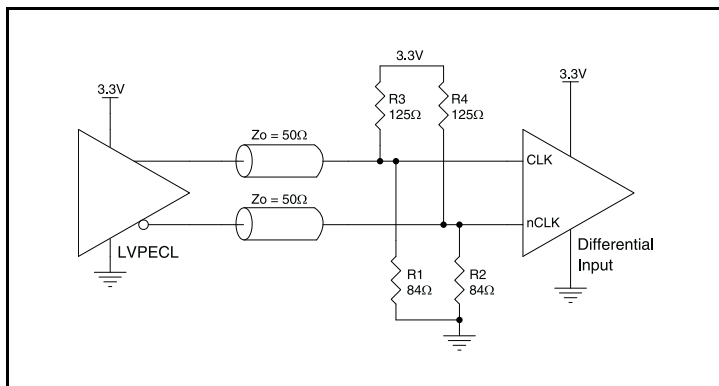 3.3V
3.3V
3.3V
R3
125Ω
R4
125Ω
Zo = 50Ω
CLK
Zo = 50Ω
nCLK
LVPECL
Differential
Input
R1
84Ω
R2
84Ω